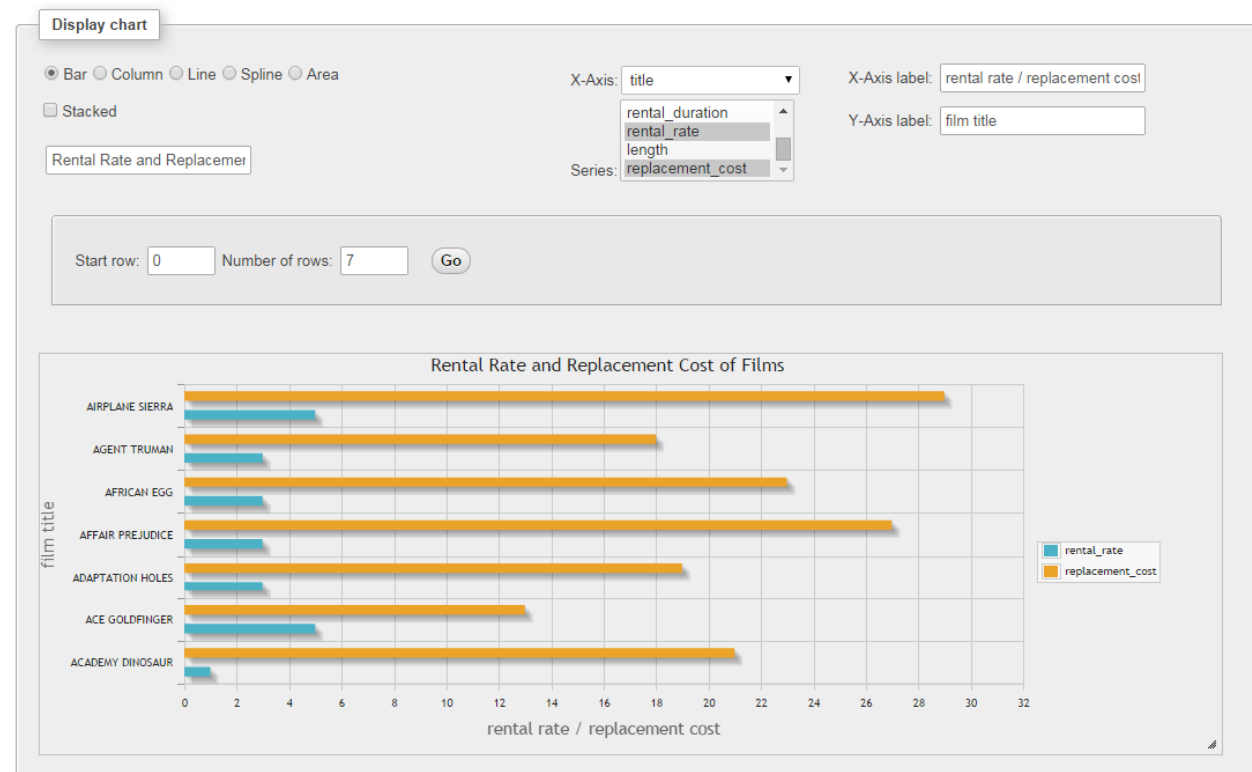 Display chart
Bar Column Line Spline Area
Stacked
Rental Rate and Replacemer
X-Axis: title
rental_duration
rental_rate
length
Series: replacement_cost
X-Axis label: rental rate / replacement cost
Y-Axis label: film title
Start row: 0 Number of rows: 7 Go
Rental Rate and Replacement Cost of Films
film title
AIRPLANE SIERRA
AGENT TRUMAN
AFRICAN EGG
AFFAIR PREJUDICE
ADAPTATION HOLES
ACE GOLDFINGER
ACADEMY DINOSAUR
0 2 4 6 8 10 12 14 16 18 20 22 24 26 28 30 32
rental rate / replacement cost
rental_rate
replacement_cost